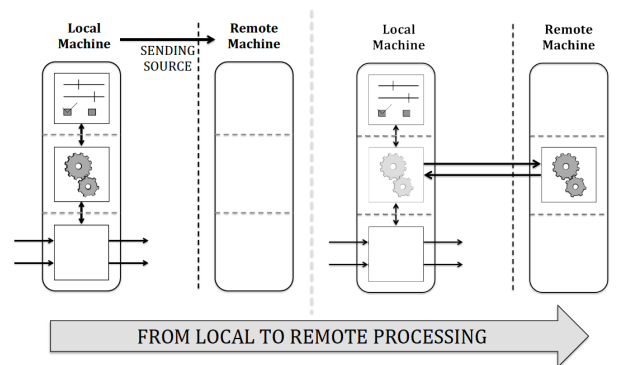 Local
Machine
Remote
Machine
SENDING
SOURCE
Local
Machine
Remote
Machine
FROM LOCAL TO REMOTE PROCESSING